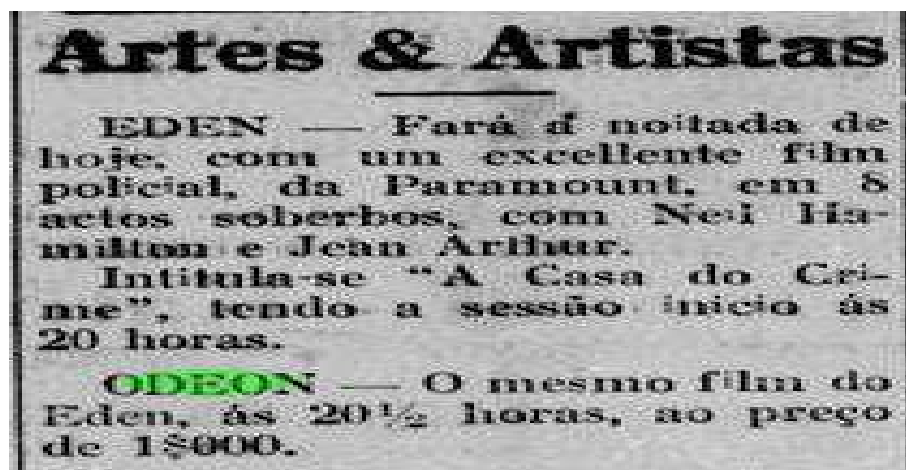 Artes & Artistas
EDEN — Fará a noitada de
hoje, com um excellente film
policial, da Paramount, em 8
actos soberbos, com Neil Ha-
milton e Jean Arthur.
Intitula-se "A Casa do Cri-
me", tendo a sessão inicio ás
20 horas.
ODEON — O mesmo film do
Eden, ás 20½ horas, ao preço
de 1$000.